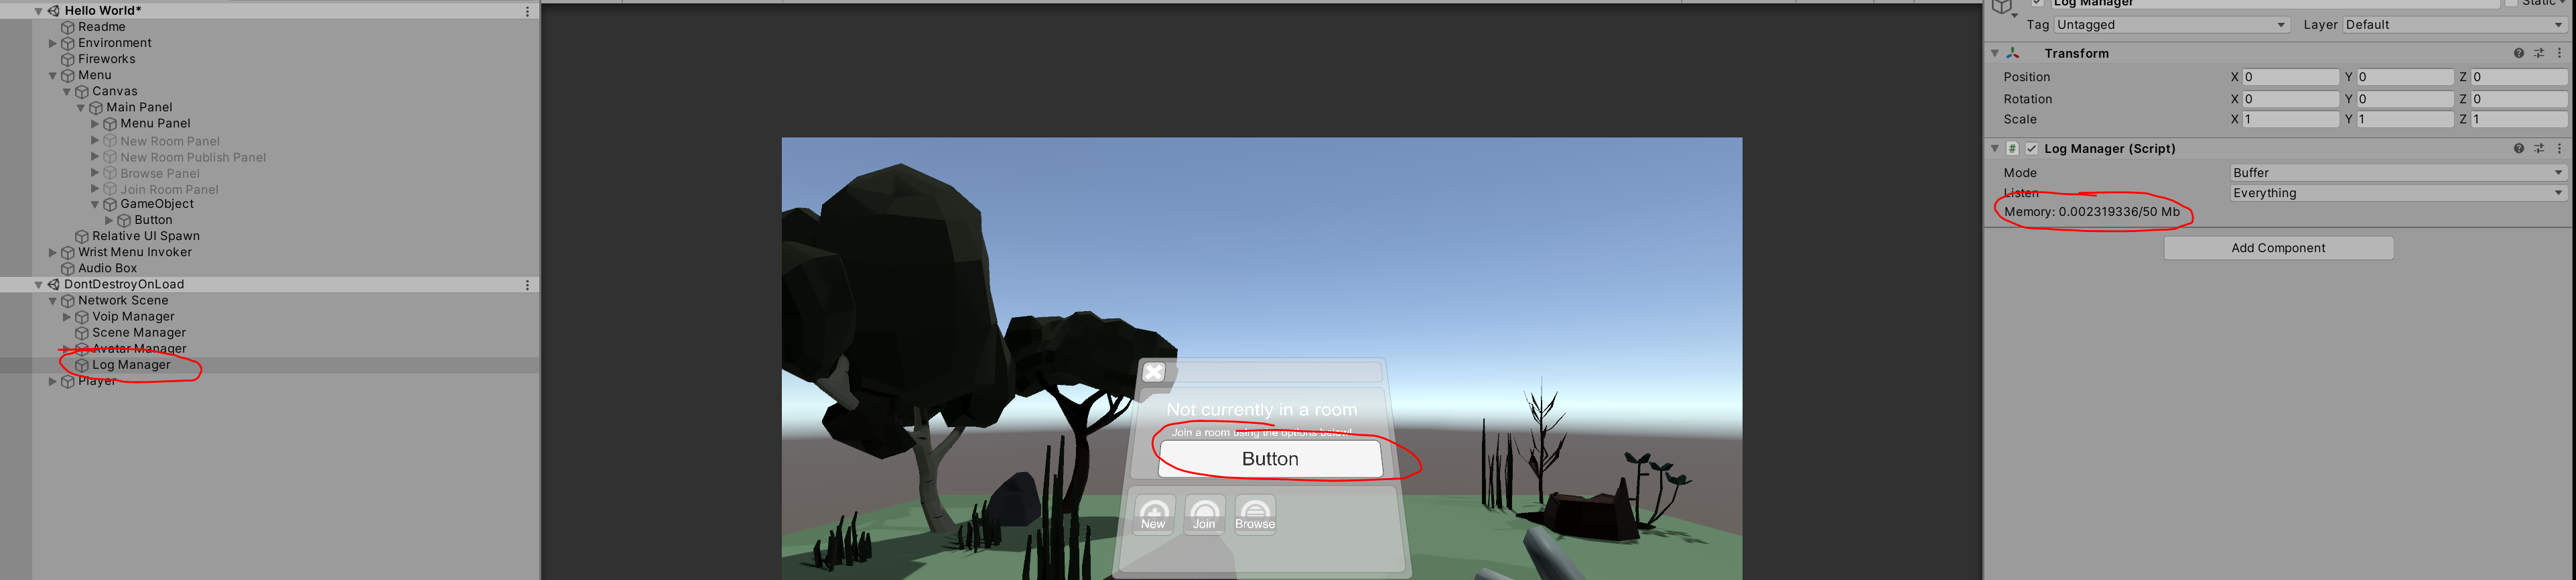 Hello World*
Readme
Environment
Fireworks
Menu
Canvas
Main Panel
Menu Panel
New Room Panel
New Room Publish Panel
Browse Panel
Join Room Panel
GameObject
Button
Relative UI Spawn
Wrist Menu Invoker
Audio Box
DontDestroyOnLoad
Network Scene
Voip Manager
Scene Manager
Avatar Manager
Log Manager
Player
Not currently in a room
Join a room using the options below!
Button
New Join Browse
Log Manager Static
Tag Untagged Layer Default
Transform
Position X 0 Y 0 Z 0
Rotation X 0 Y 0 Z 0
Scale X 1 Y 1 Z 1
# Log Manager (Script)
Mode Buffer
Listen Everything
Memory: 0.002319336/50 Mb
Add Component